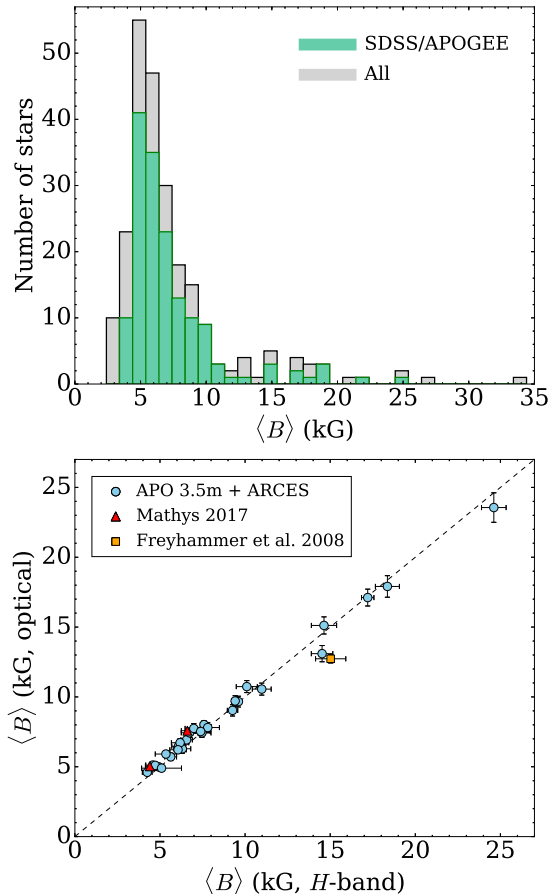 SDSS/APOGEE
All
Number of stars
50
40
30
20
10
0
0 5 10 15 20 25 30 35
⟨B⟩ (kG)
APO 3.5m + ARCES
Mathys 2017
Freyhammer et al. 2008
⟨B⟩ (kG, optical)
25
20
15
10
5
0
0 5 10 15 20 25
⟨B⟩ (kG, H-band)